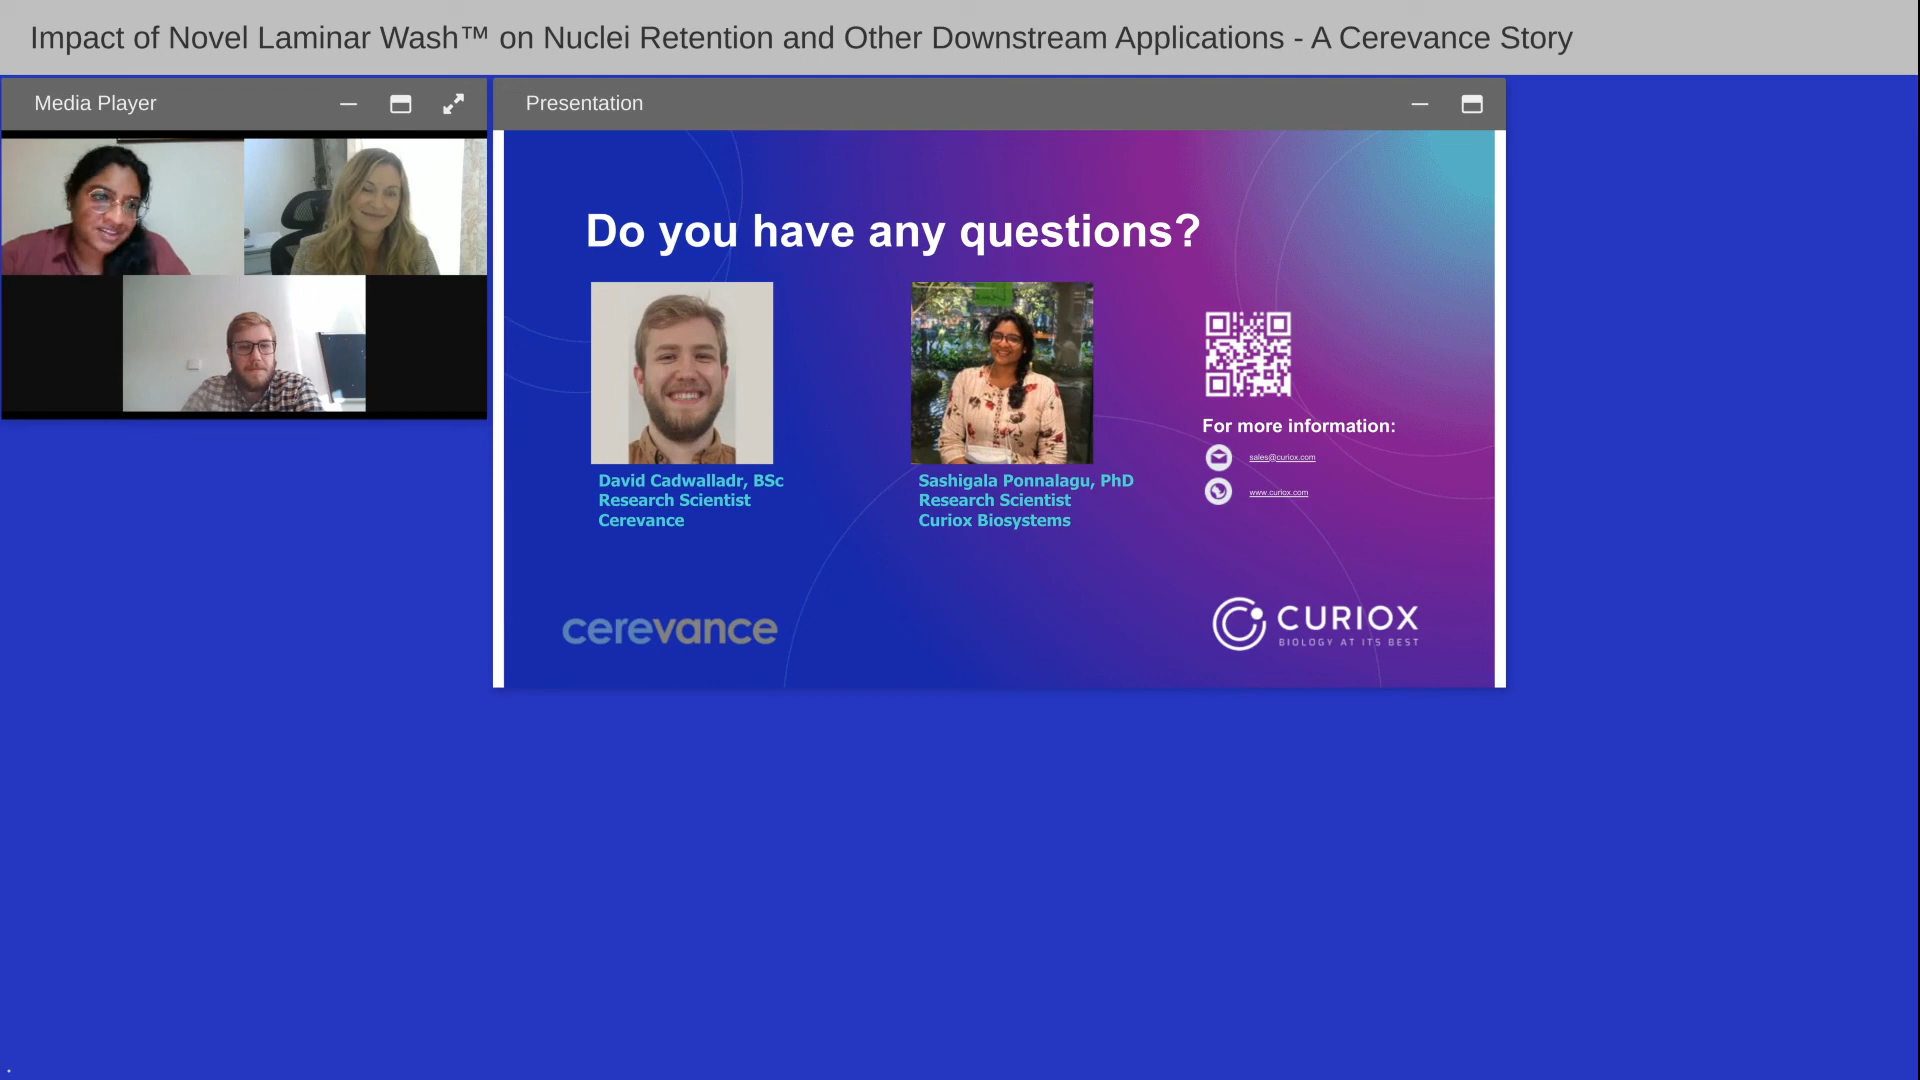 Impact of Novel Laminar Wash™ on Nuclei Retention and Other Downstream Applications - A Cerevance Story
Media Player
Presentation
Do you have any questions?
David Cadwalladr, BSc
Research Scientist
Cerevance
Sashigala Ponnalagu, PhD
Research Scientist
Curiox Biosystems
For more information:
sales@curiox.com
www.curiox.com
cerevance
CURIOX
BIOLOGY AT ITS BEST